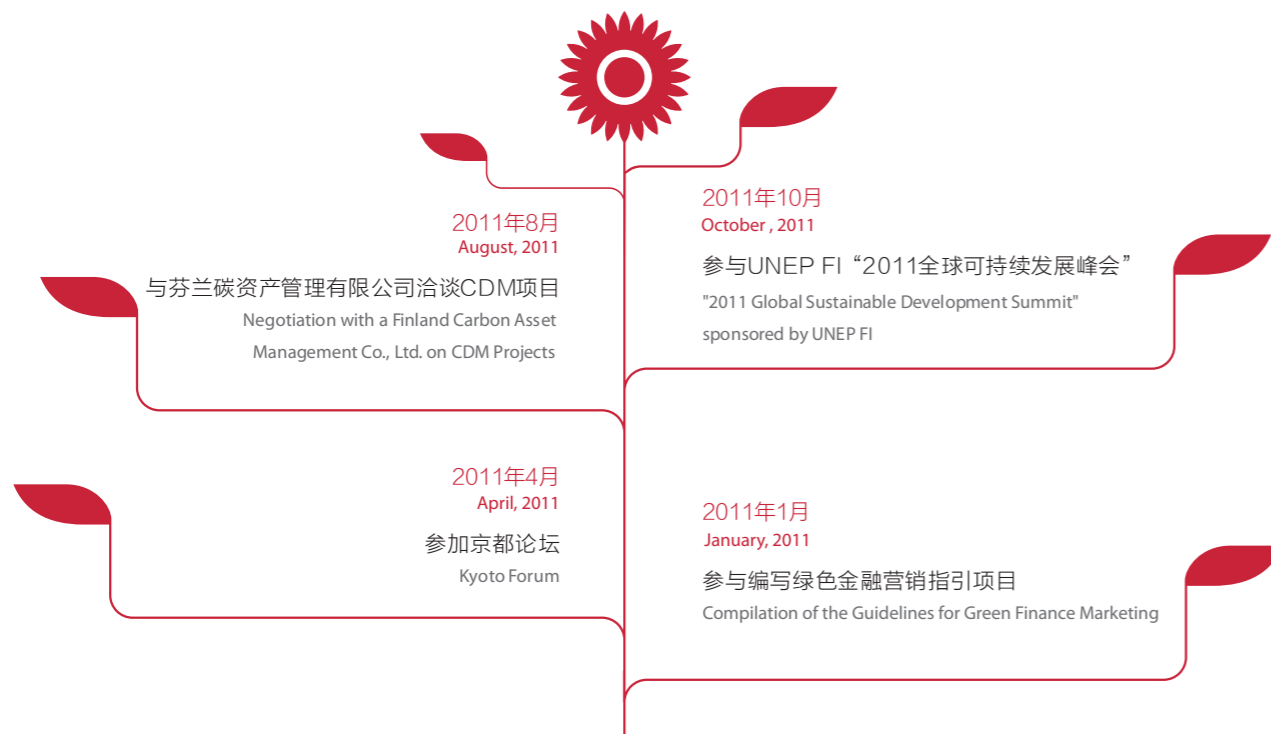 2011年8月
August, 2011
与芬兰碳资产管理有限公司洽谈CDM项目
Negotiation with a Finland Carbon Asset
Management Co., Ltd. on CDM Projects
2011年10月
October , 2011
参与UNEP FI“2011全球可持续发展峰会”
"2011 Global Sustainable Development Summit"
sponsored by UNEP FI
2011年4月
April, 2011
参加京都论坛
Kyoto Forum
2011年1月
January, 2011
参与编写绿色金融营销指引项目
Compilation of the Guidelines for Green Finance Marketing